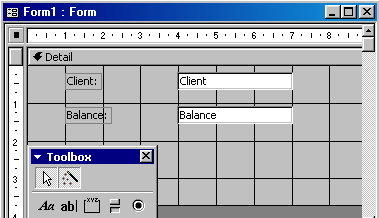 Form1 : Form
1 2 3 4 5 6 7 8
Detail
Client: Client
1
Balance: Balance
2
Toolbox
3
Aa ab| XYZ